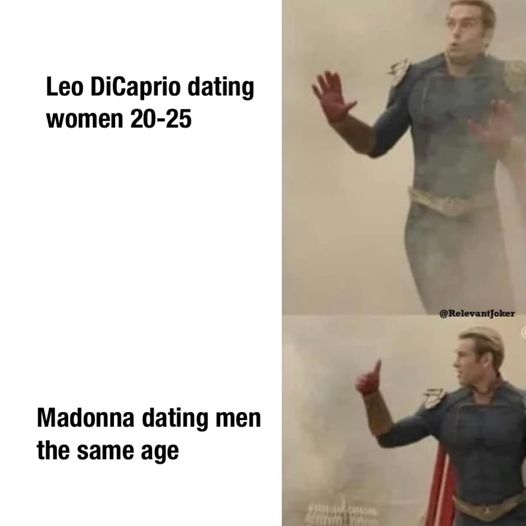 Leo DiCaprio dating
women 20-25
@RelevantJoker
Madonna dating men
the same age